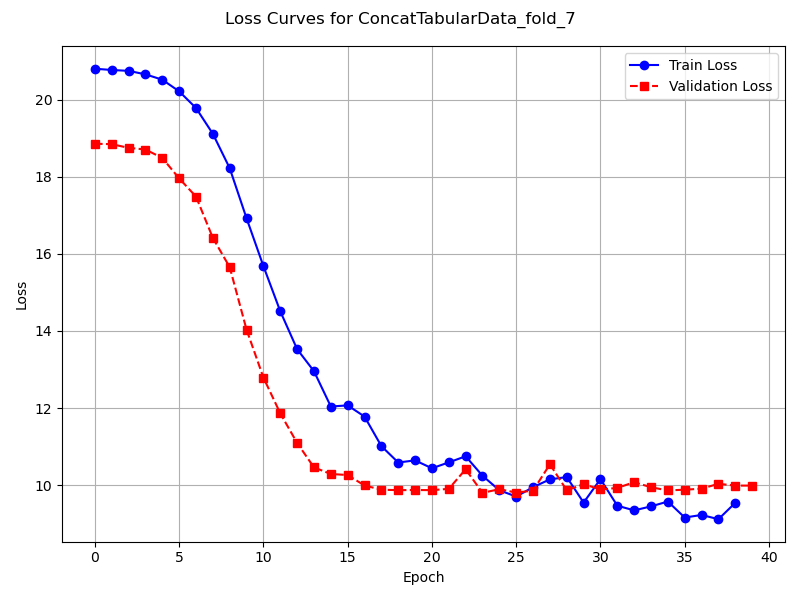 Loss Curves for ConcatTabularData_fold_7
Train Loss
Validation Loss
20
18
16
14
12
10
Loss
0 5 10 15 20 25 30 35 40
Epoch